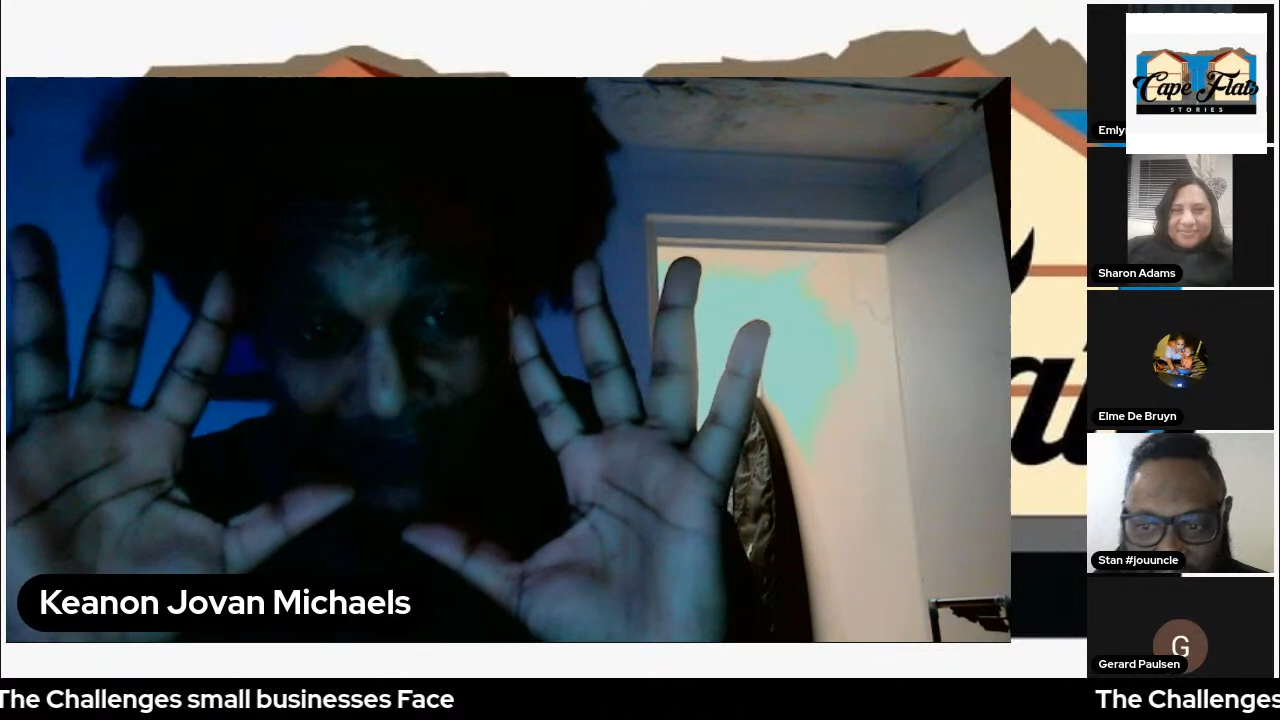 Cape Flats
STORIES
Emly
Sharon Adams
Elme De Bruyn
Stan #jouuncle
G
Gerard Paulsen
Keanon Jovan Michaels
The Challenges small businesses Face
The Challenges